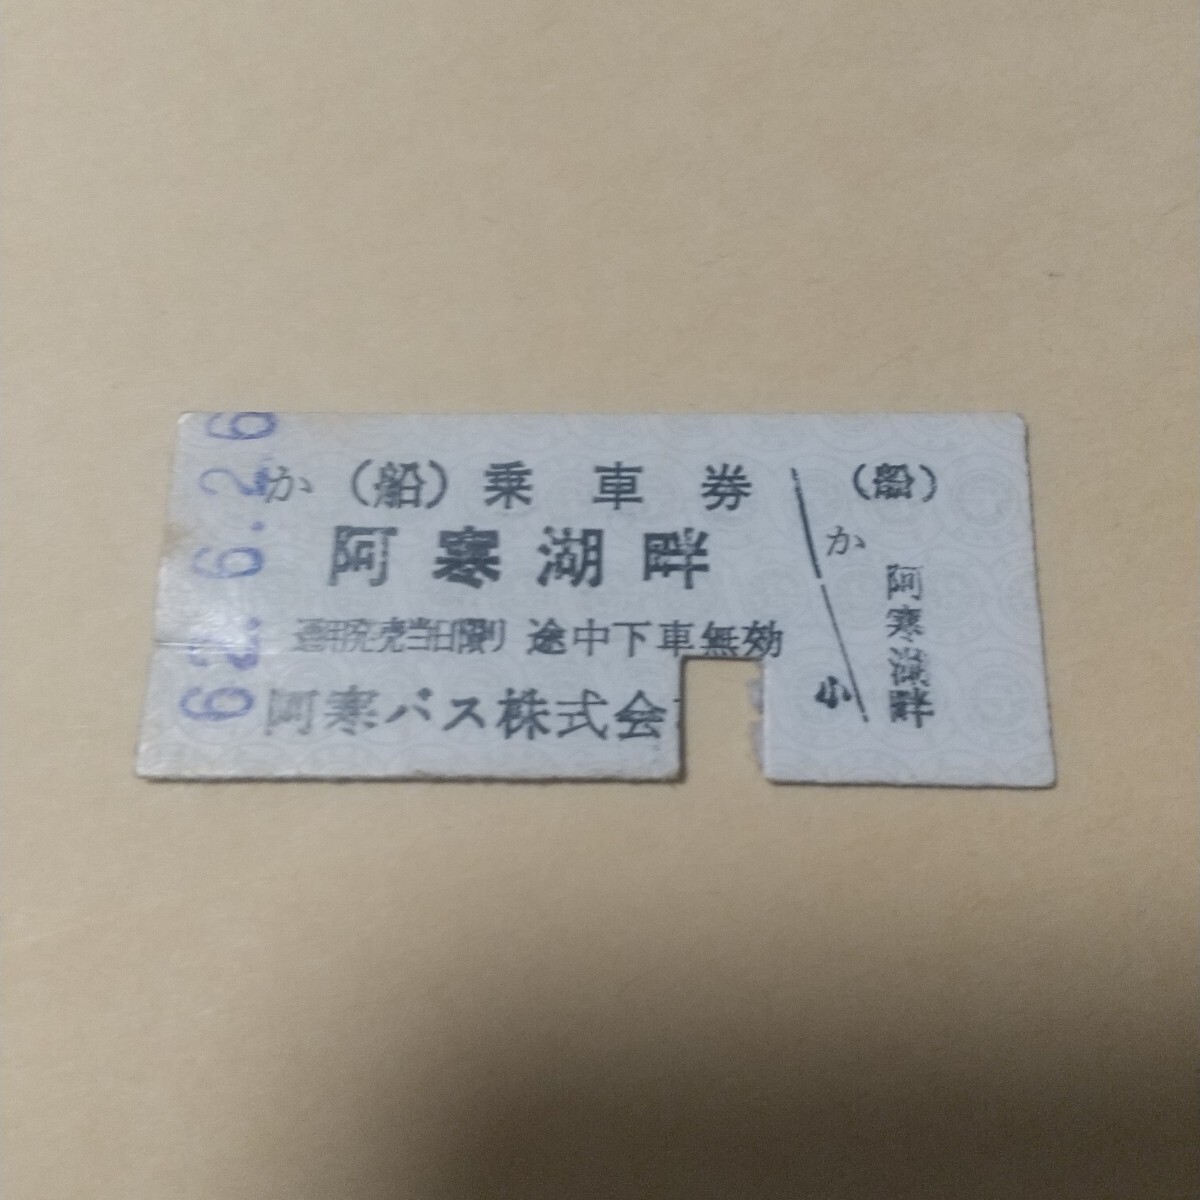 62.6.26
か（船）乗車券
阿寒湖畔
通用発売当日限り 途中下車無効
阿寒バス株式会
（船）
か
阿寒湖畔
小